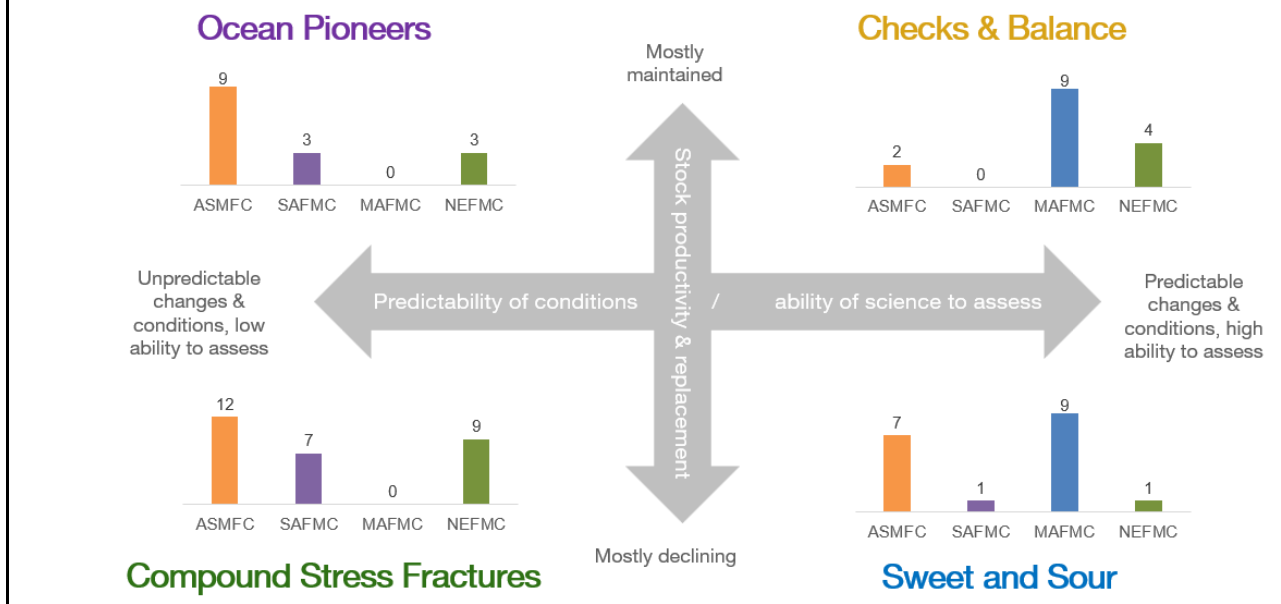 Ocean Pioneers
Checks & Balance
Mostly
maintained
9
3
0
3
ASMFC SAFMC MAFMC NEFMC
2
0
9
4
ASMFC SAFMC MAFMC NEFMC
Stock productivity & replacement
Unpredictable
changes &
conditions, low
ability to assess
Predictability of conditions / ability of science to assess
Predictable
changes &
conditions, high
ability to assess
12
7
0
9
ASMFC SAFMC MAFMC NEFMC
7
1
9
1
ASMFC SAFMC MAFMC NEFMC
Mostly declining
Compound Stress Fractures
Sweet and Sour